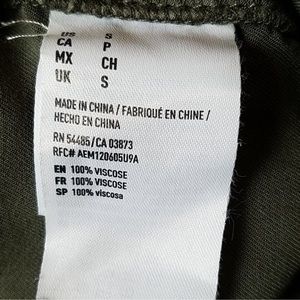 US S
CA P
MX CH
UK S
MADE IN CHINA / FABRIQUÉ EN CHINE /
HECHO EN CHINA
RN 54485/CA 03873
RFC# AEM120605U9A
EN 100% VISCOSE
FR 100% VISCOSE
SP 100% viscosa